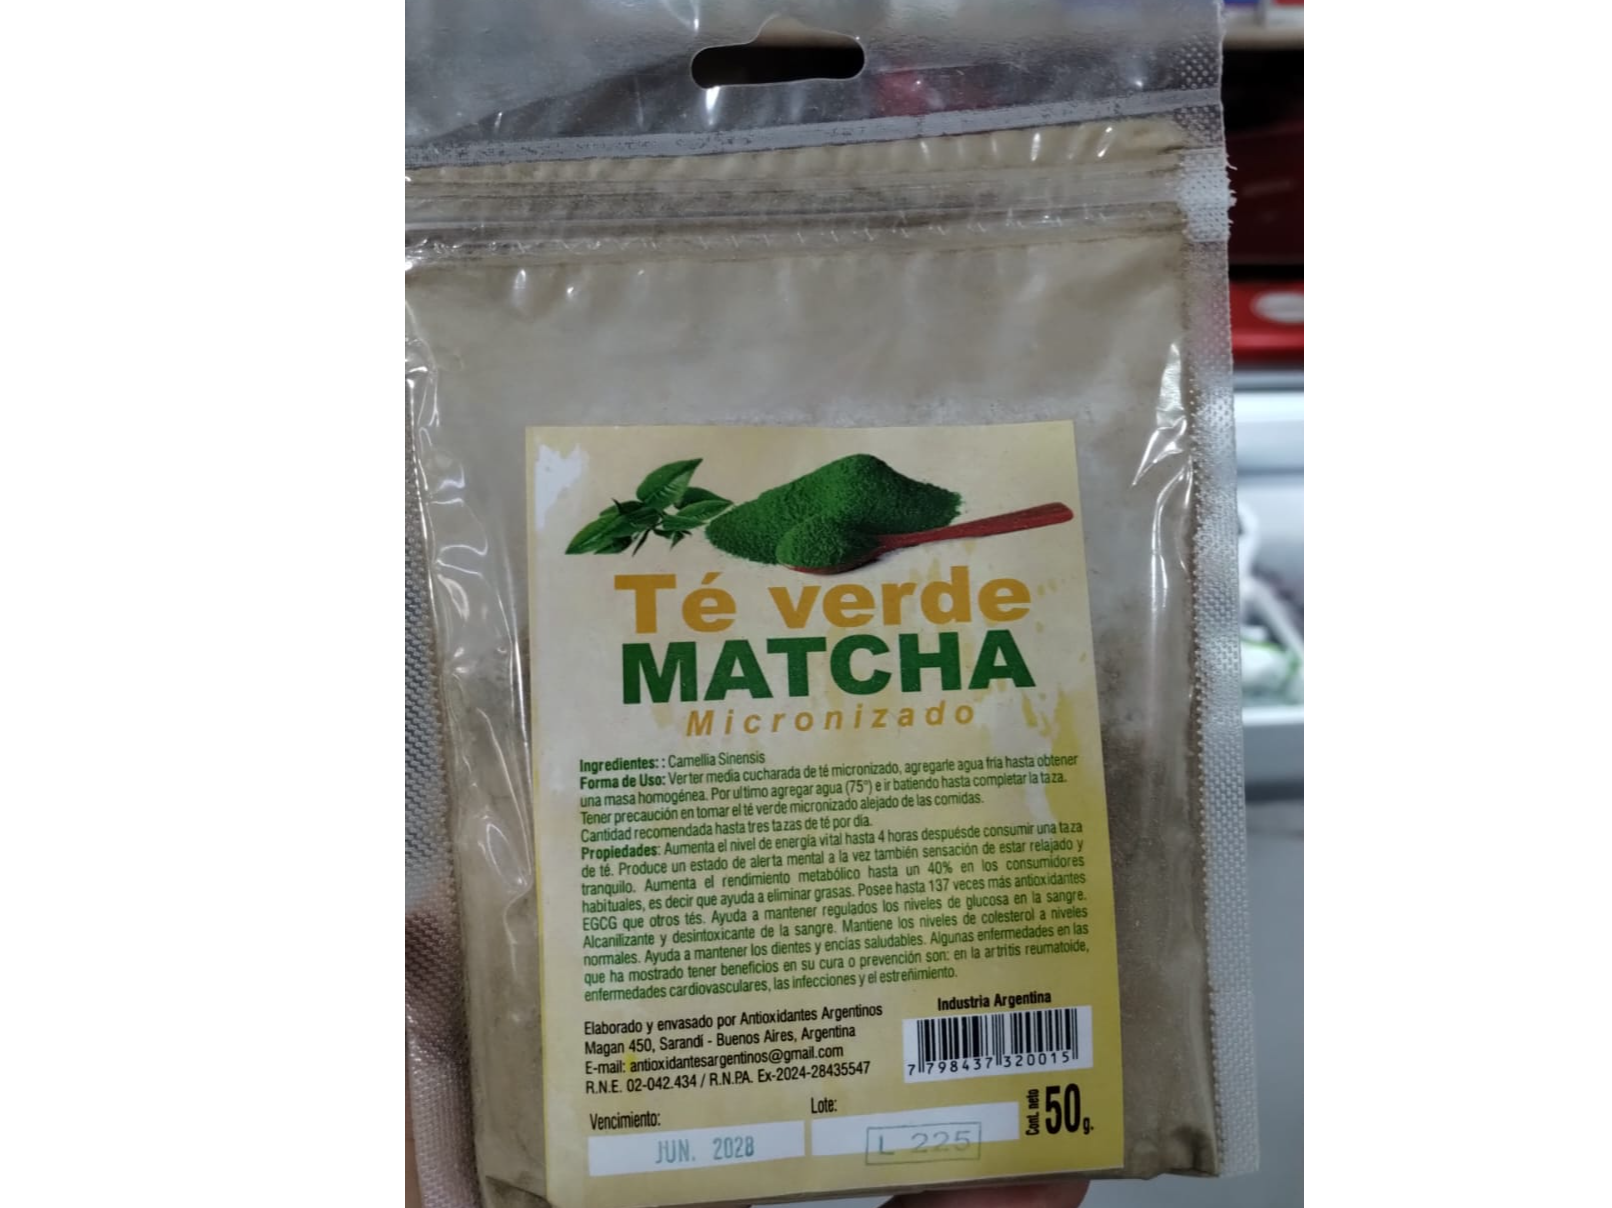 Té verde
MATCHA
Micronizado
Ingredientes: : Camellia Sinensis
Forma de Uso: Verter media cucharada de té micronizado, agregarle agua fría hasta obtener
una masa homogénea. Por ultimo agregar agua (75°) e ir batiendo hasta completar la taza.
Tener precaución en tomar el té verde micronizado alejado de las comidas.
Cantidad recomendada hasta tres tazas de té por día.
Propiedades: Aumenta el nivel de energía vital hasta 4 horas despuésde consumir una taza
de té. Produce un estado de alerta mental a la vez también sensación de estar relajado y
tranquilo. Aumenta el rendimiento metabólico hasta un 40% en los consumidores
habituales, es decir que ayuda a eliminar grasas. Posee hasta 137 veces más antioxidantes
EGCG que otros tés. Ayuda a mantener regulados los niveles de glucosa en la sangre.
Alcanilizante y desintoxicante de la sangre. Mantiene los niveles de colesterol a niveles
normales. Ayuda a mantener los dientes y encías saludables. Algunas enfermedades en las
que ha mostrado tener beneficios en su cura o prevención son: en la artritis reumatoide,
enfermedades cardiovasculares, las infecciones y el estreñimiento.
Elaborado y envasado por Antioxidantes Argentinos
Magan 450, Sarandí - Buenos Aires, Argentina
E-mail: antioxidantesargentinos@gmail.com
R.N.E. 02-042.434 / R.N.P.A. Ex-2024-28435547
Industria Argentina
7 798437 320015
Vencimiento:
JUN. 2028
Lote:
L 225
Cont. neto
50g.